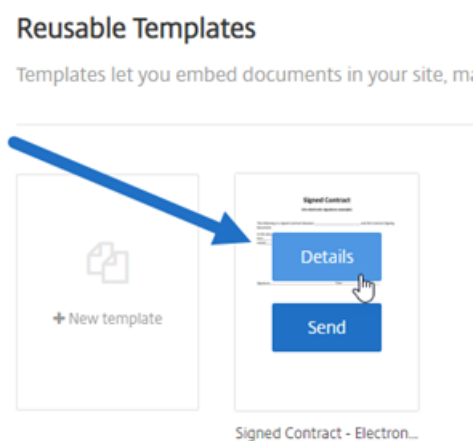 Reusable Templates
Templates let you embed documents in your site, ma
Signed Contract
Details
+ New template
Send
Signed Contract - Electron...